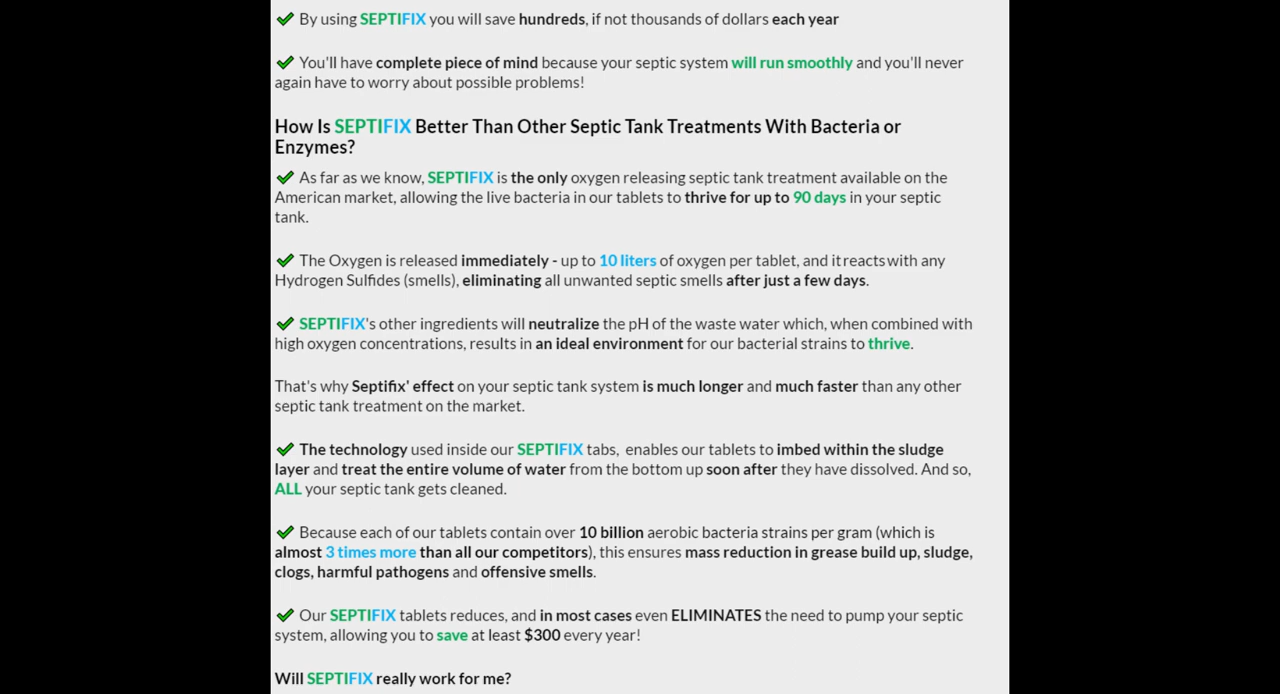 By using SEPTIFIX you will save hundreds, if not thousands of dollars each year
You'll have complete piece of mind because your septic system will run smoothly and you'll never
again have to worry about possible problems!
How Is SEPTIFIX Better Than Other Septic Tank Treatments With Bacteria or
Enzymes?
As far as we know, SEPTIFIX is the only oxygen releasing septic tank treatment available on the
American market, allowing the live bacteria in our tablets to thrive for up to 90 days in your septic
tank.
The Oxygen is released immediately - up to 10 liters of oxygen per tablet, and it reacts with any
Hydrogen Sulfides (smells), eliminating all unwanted septic smells after just a few days.
SEPTIFIX's other ingredients will neutralize the pH of the waste water which, when combined with
high oxygen concentrations, results in an ideal environment for our bacterial strains to thrive.
That's why Septifix' effect on your septic tank system is much longer and much faster than any other
septic tank treatment on the market.
The technology used inside our SEPTIFIX tabs, enables our tablets to imbed within the sludge
layer and treat the entire volume of water from the bottom up soon after they have dissolved. And so,
ALL your septic tank gets cleaned.
Because each of our tablets contain over 10 billion aerobic bacteria strains per gram (which is
almost 3 times more than all our competitors), this ensures mass reduction in grease build up, sludge,
clogs, harmful pathogens and offensive smells.
Our SEPTIFIX tablets reduces, and in most cases even ELIMINATES the need to pump your septic
system, allowing you to save at least $300 every year!
Will SEPTIFIX really work for me?